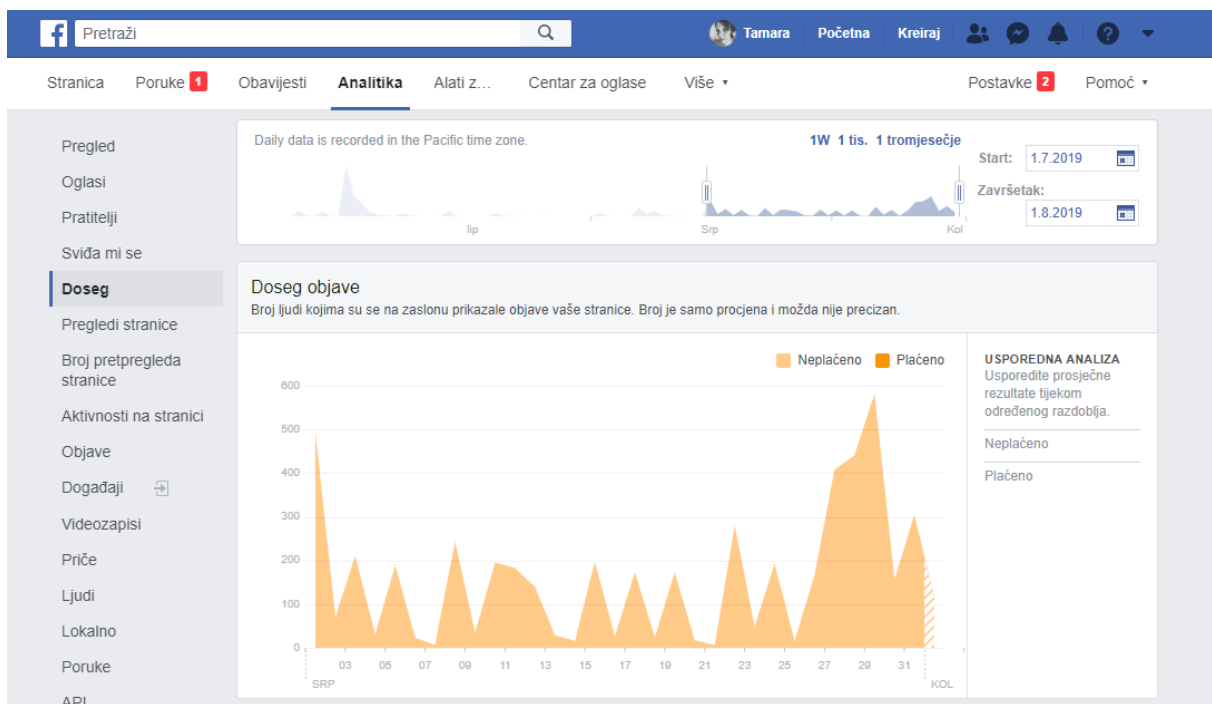 f Pretraži Tamara Početna Kreiraj
Stranica Poruke 1 Obavijesti Analitika Alati z... Centar za oglase Više Postavke 2 Pomoć
Pregled
Oglasi
Pratitelji
Sviđa mi se
Doseg
Pregledi stranice
Broj pretpregleda
stranice
Aktivnosti na stranici
Objave
Događaji
Videozapisi
Priče
Ljudi
Lokalno
Poruke
Daily data is recorded in the Pacific time zone.
1W 1 tis. 1 tromjesečje
Start: 1.7.2019
Završetak:
1.8.2019
lip Srp Kol
Doseg objave
Broj ljudi kojima su se na zaslonu prikazale objave vaše stranice. Broj je samo procjena i možda nije precizan.
Neplaćeno Plaćeno
600
500
400
300
200
100
0
03 05 07 09 11 13 15 17 19 21 23 25 27 29 31
SRP KOL
USPOREDNA ANALIZA
Usporedite prosječne
rezultate tijekom
određenog razdoblja.
Neplaćeno
Plaćeno